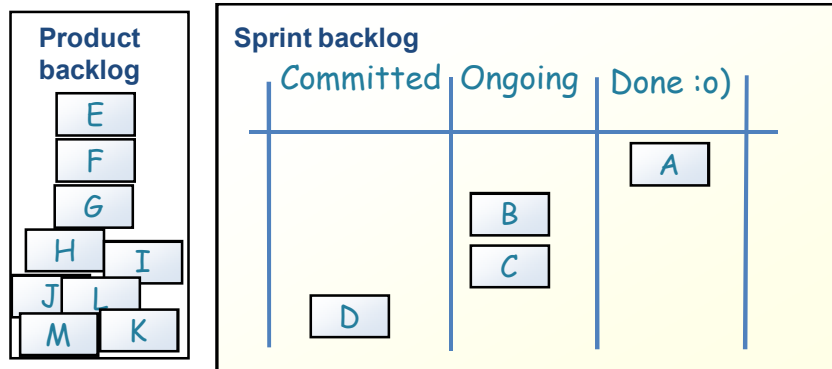 Product
backlog
E
F
G
H
I
J
L
M
K
Sprint backlog
Committed Ongoing Done :o)
A
B
C
D